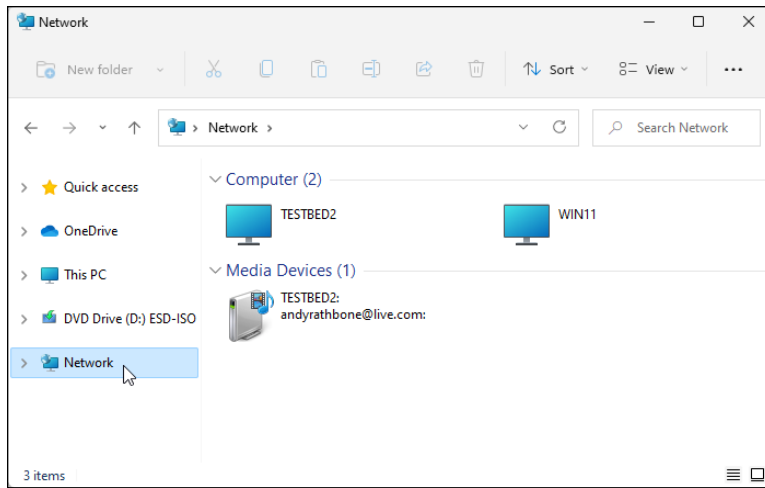 Network
New folder
Sort
View
Network
Search Network
Quick access
OneDrive
This PC
DVD Drive (D:) ESD-ISO
Network
Computer (2)
TESTBED2
WIN11
Media Devices (1)
TESTBED2:
andyrathbone@live.com:
3 items